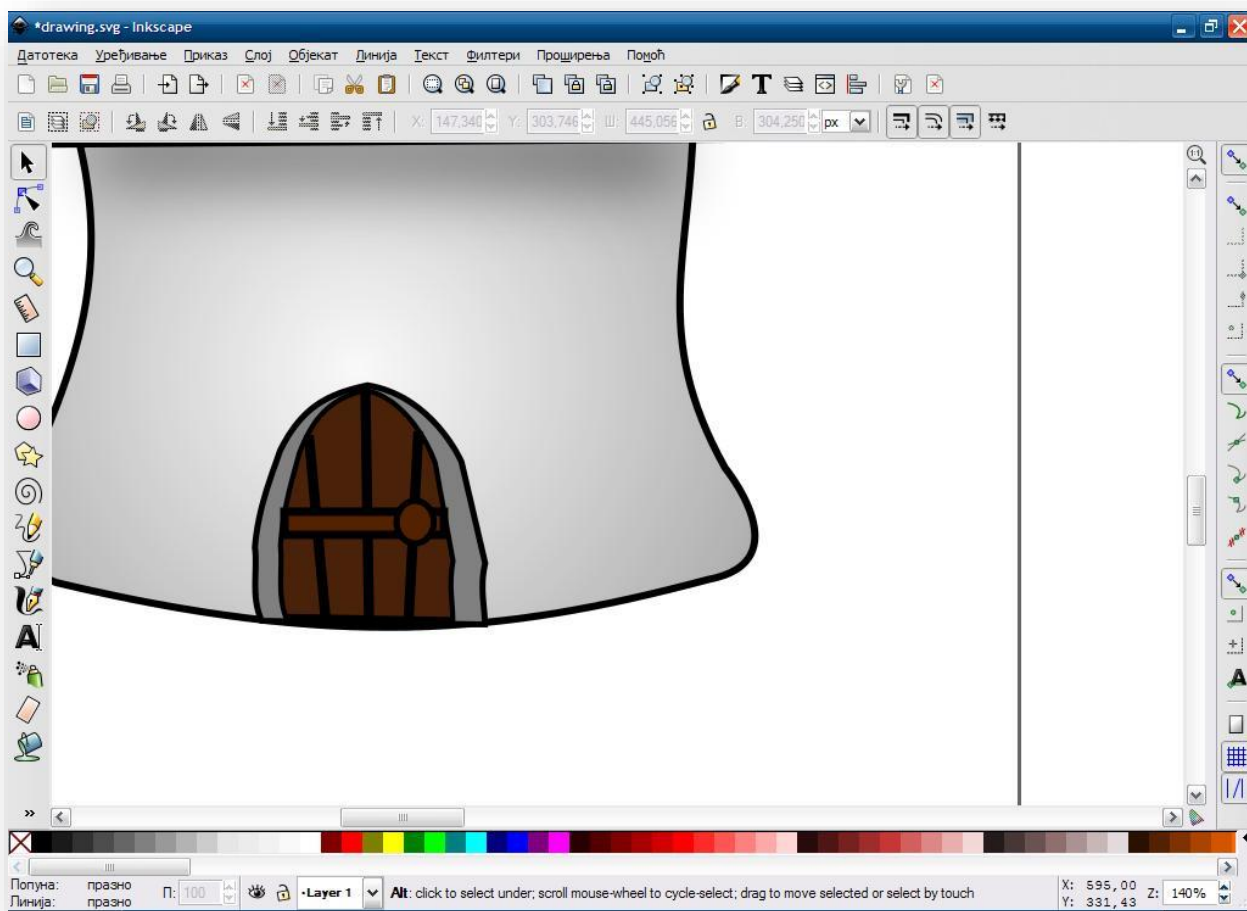 *drawing.svg - Inkscape
Датотека Уређивање Приказ Слој Објекат Линија Текст Филтери Проширења Помоћ
X: 147,340 Y: 303,746 Ш: 445,056 В: 304,250 px
Попуна: празно П: 100 •Layer 1 Alt: click to select under; scroll mouse-wheel to cycle-select; drag to move selected or select by touch X: 595,00 Z: 140%
Линија: празно Y: 331,43